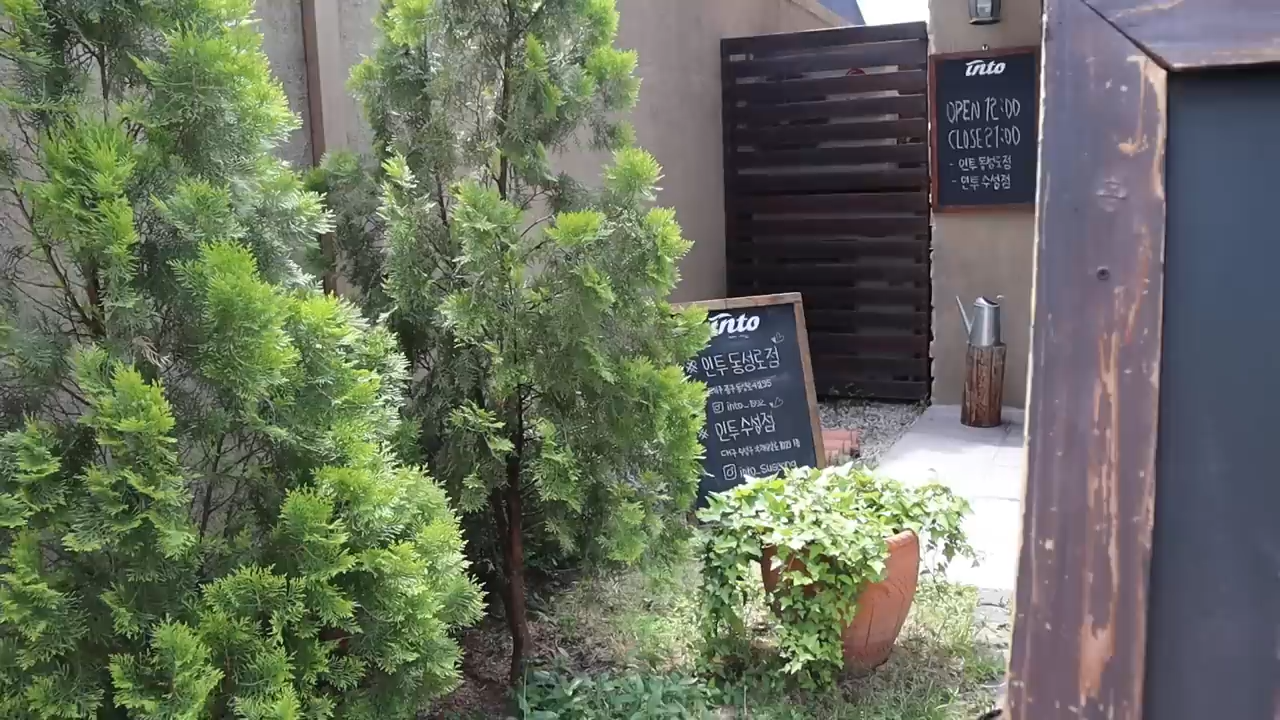 into
OPEN 12:00
CLOSE 21:00
- 인투 동성로점
- 인투 수성점
into
※ 인투 동성로점
into_
※ 인투 수성점
into_suseong